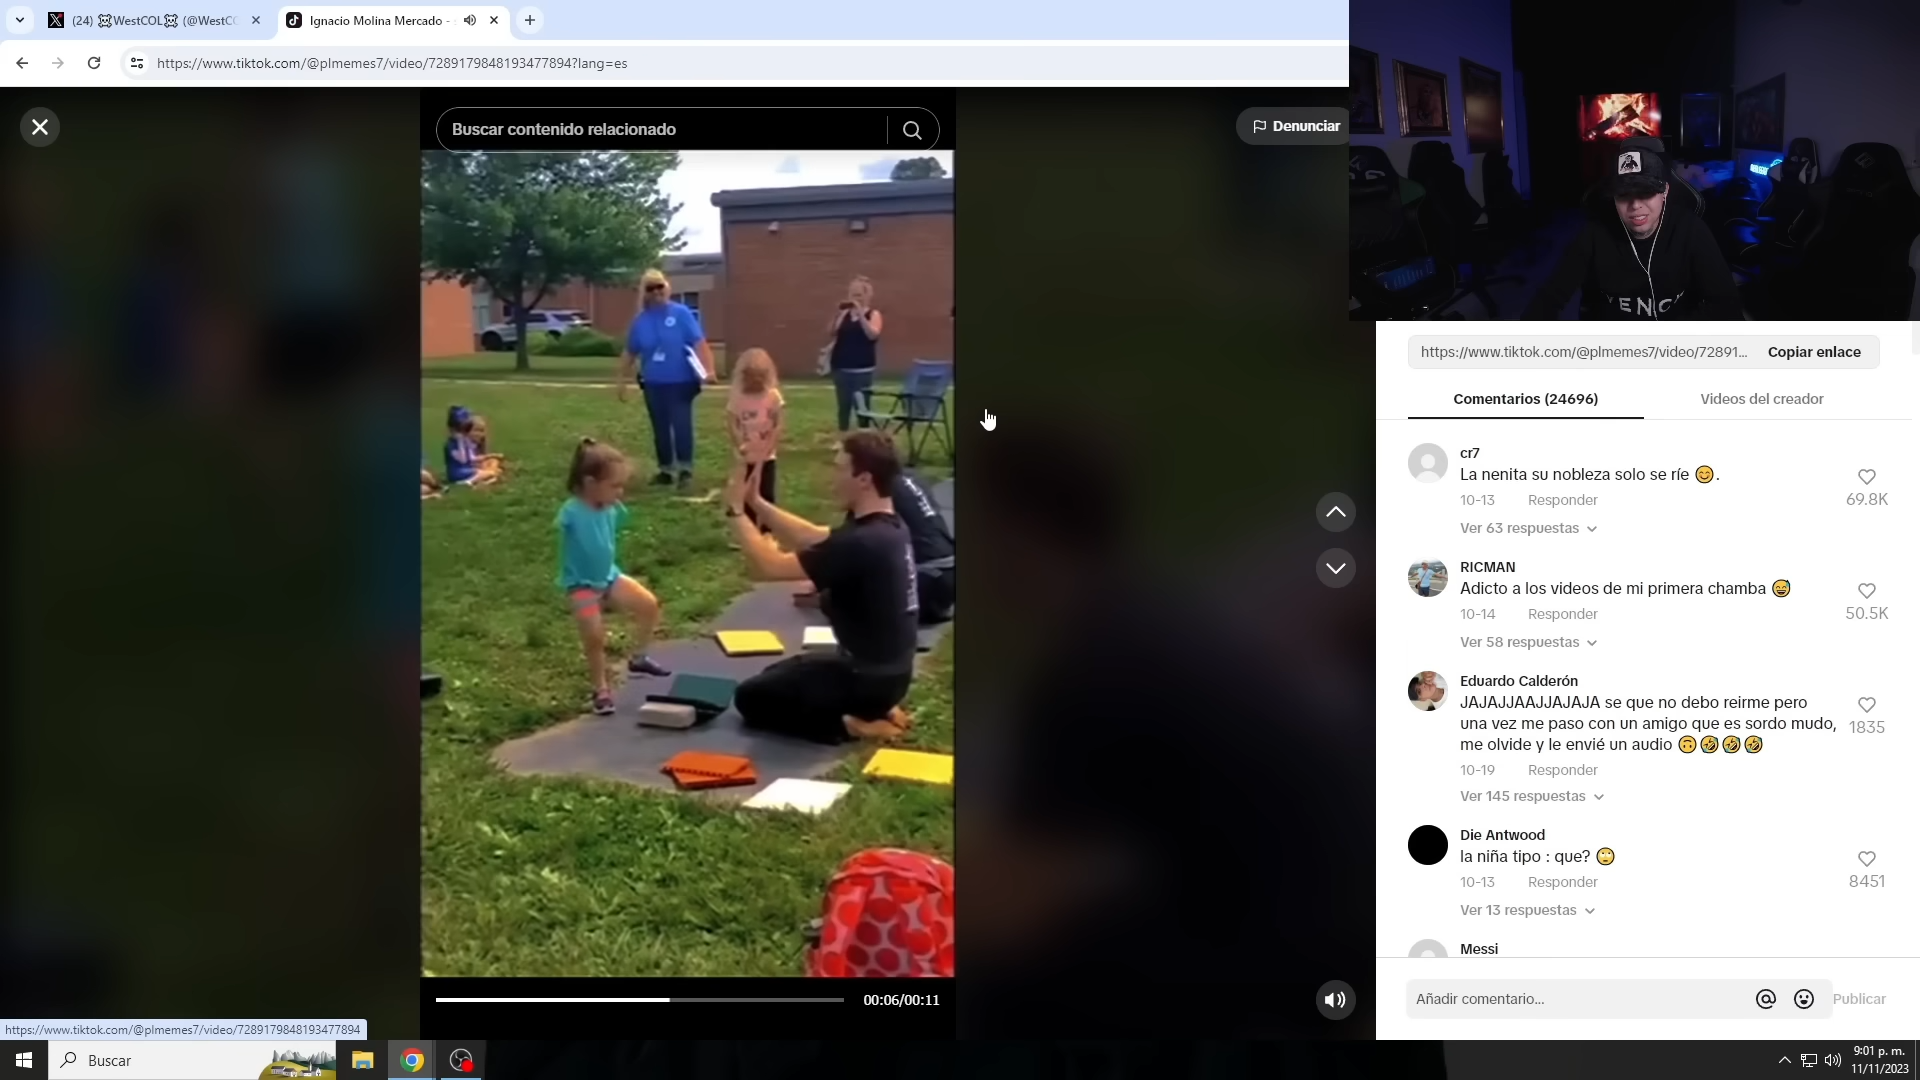 (24) ☠️WestCOL☠️ (@WestCO
Ignacio Molina Mercado -
https://www.tiktok.com/@plmemes7/video/7289179848193477894?lang=es
Buscar contenido relacionado
Denunciar
https://www.tiktok.com/@plmemes7/video/72891...
Copiar enlace
Comentarios (24696)
Videos del creador
cr7
La nenita su nobleza solo se ríe 😊.
69.8K
10-13 Responder
Ver 63 respuestas
RICMAN
Adicto a los videos de mi primera chamba 😅
50.5K
10-14 Responder
Ver 58 respuestas
Eduardo Calderón
JAJAJJAAJJAJAJA se que no debo reirme pero
una vez me paso con un amigo que es sordo mudo,
me olvide y le envié un audio 🙃🤣🤣🤣
1835
10-19 Responder
Ver 145 respuestas
Die Antwood
la niña tipo : que? 🙄
8451
10-13 Responder
Ver 13 respuestas
Messi
00:06/00:11
Añadir comentario...
Publicar
https://www.tiktok.com/@plmemes7/video/7289179848193477894
Buscar
9:01 p. m.
11/11/2023